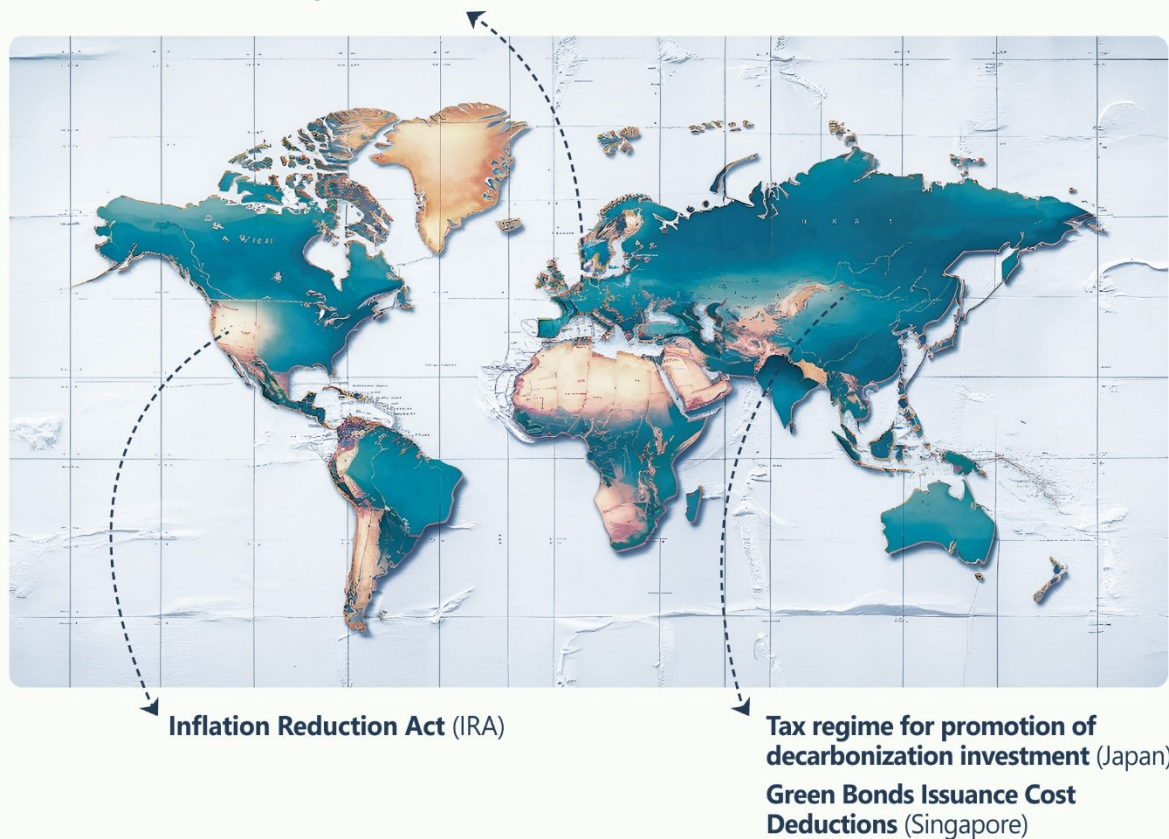 Inflation Reduction Act (IRA)
Tax regime for promotion of
decarbonization investment (Japan)
Green Bonds Issuance Cost
Deductions (Singapore)